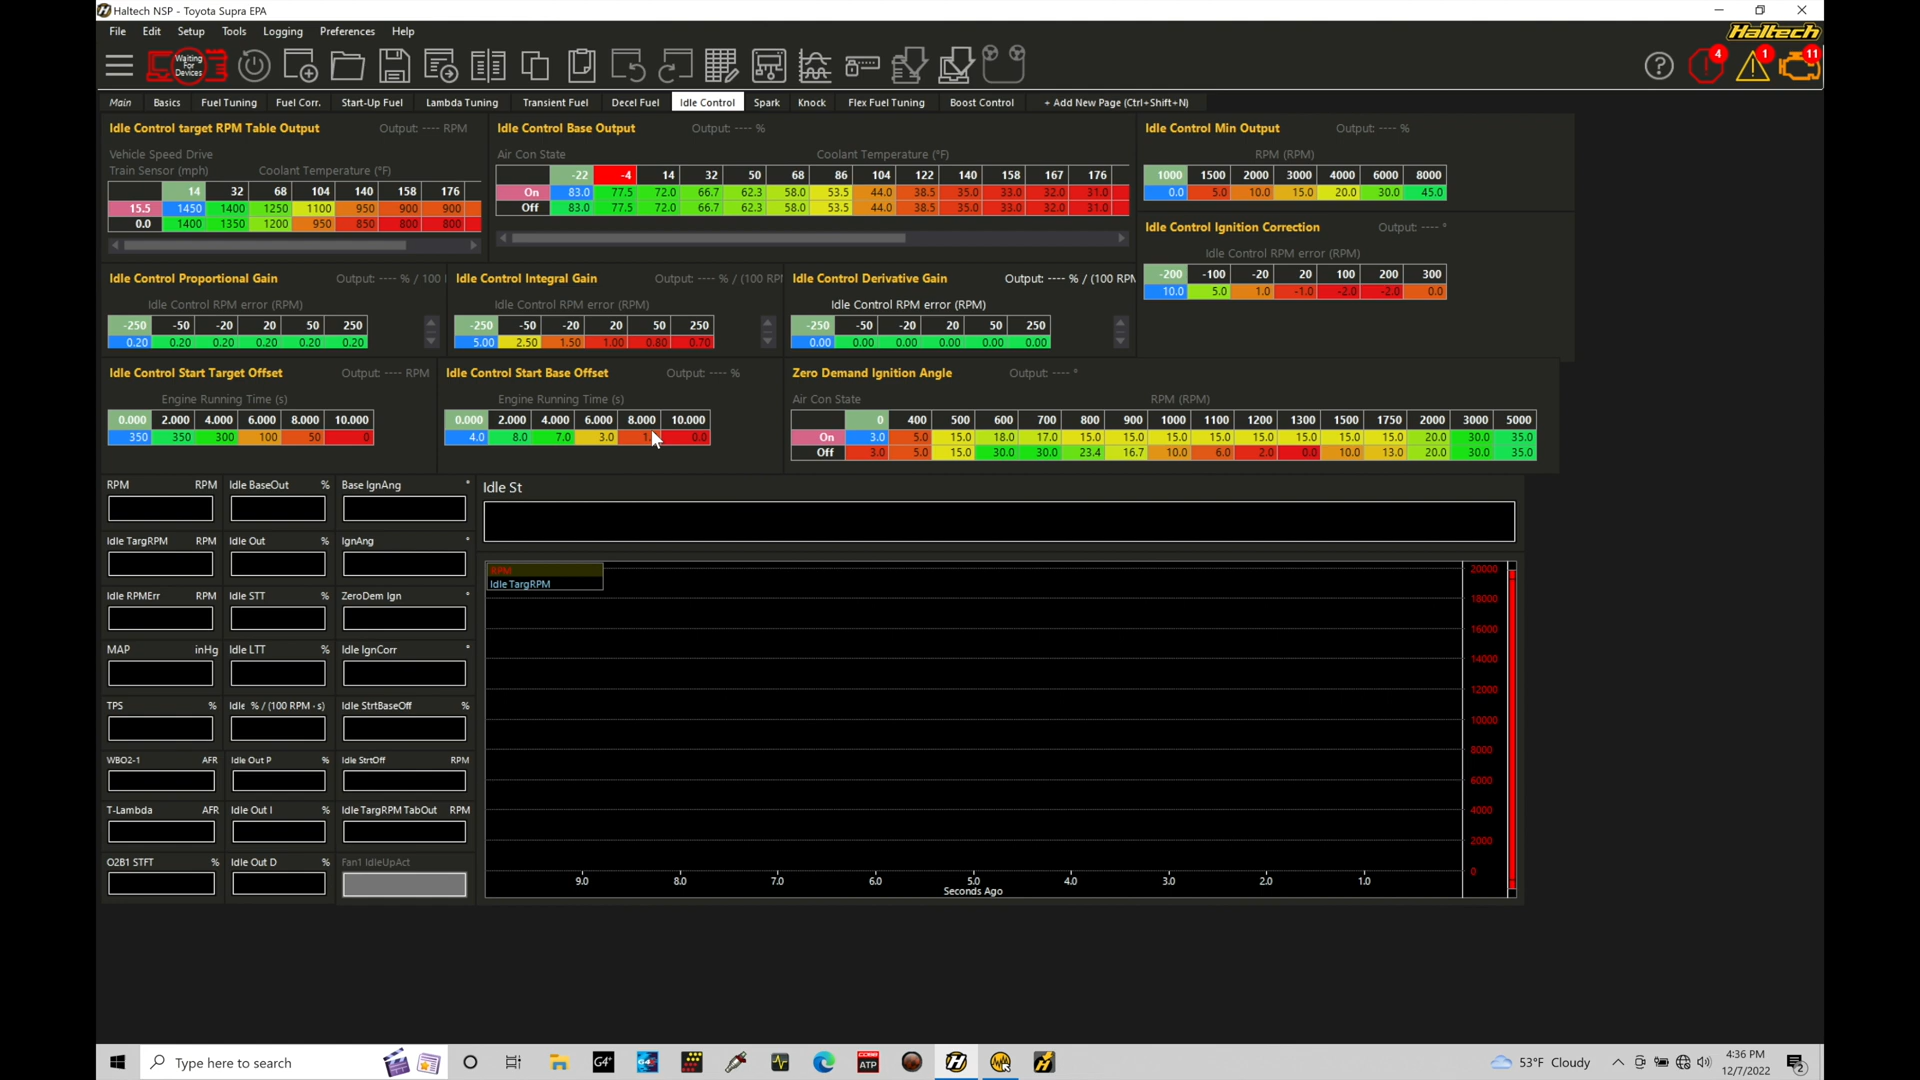 Haltech NSP - Toyota Supra EPA
File Edit Setup Tools Logging Preferences Help
Haltech
Waiting For Devices
4 1 11
Main Basics Fuel Tuning Fuel Corr. Start-Up Fuel Lambda Tuning Transient Fuel Decel Fuel Idle Control Spark Knock Flex Fuel Tuning Boost Control + Add New Page (Ctrl+Shift+N)
Idle Control target RPM Table Output Output: ---- RPM
Vehicle Speed Drive
Train Sensor (mph) Coolant Temperature (°F)
14 32 68 104 140 158 176
15.5 1450 1400 1250 1100 950 900 900
0.0 1400 1350 1200 950 850 800 800
Idle Control Base Output Output: ---- %
Air Con State Coolant Temperature (°F)
-22 -4 14 32 50 68 86 104 122 140 158 167 176
On 83.0 77.5 72.0 66.7 62.3 58.0 53.5 44.0 38.5 35.0 33.0 32.0 31.0
Off 83.0 77.5 72.0 66.7 62.3 58.0 53.5 44.0 38.5 35.0 33.0 32.0 31.0
Idle Control Min Output Output: ---- %
RPM (RPM)
1000 1500 2000 3000 4000 6000 8000
0.0 5.0 10.0 15.0 20.0 30.0 45.0
Idle Control Ignition Correction Output: ---- °
Idle Control RPM error (RPM)
-200 -100 -20 20 100 200 300
10.0 5.0 1.0 -1.0 -2.0 -2.0 0.0
Idle Control Proportional Gain Output: ---- % / 100
Idle Control RPM error (RPM)
-250 -50 -20 20 50 250
0.20 0.20 0.20 0.20 0.20 0.20
Idle Control Integral Gain Output: ---- % / (100 RP
Idle Control RPM error (RPM)
-250 -50 -20 20 50 250
5.00 2.50 1.50 1.00 0.80 0.70
Idle Control Derivative Gain Output: ---- % / (100 RP
Idle Control RPM error (RPM)
-250 -50 -20 20 50 250
0.00 0.00 0.00 0.00 0.00 0.00
Idle Control Start Target Offset Output: ---- RPM
Engine Running Time (s)
0.000 2.000 4.000 6.000 8.000 10.000
350 350 300 100 50 0
Idle Control Start Base Offset Output: ---- %
Engine Running Time (s)
0.000 2.000 4.000 6.000 8.000 10.000
4.0 8.0 7.0 3.0 0.0
Zero Demand Ignition Angle Output: ---- °
Air Con State RPM (RPM)
0 400 500 600 700 800 900 1000 1100 1200 1300 1500 1750 2000 3000 5000
On 3.0 5.0 15.0 18.0 17.0 15.0 15.0 15.0 15.0 15.0 15.0 15.0 15.0 20.0 30.0 35.0
Off 3.0 5.0 15.0 30.0 30.0 23.4 16.7 10.0 6.0 2.0 0.0 10.0 13.0 20.0 30.0 35.0
RPM RPM Idle BaseOut % Base IgnAng °
Idle TargRPM RPM Idle Out % IgnAng °
Idle RPMErr RPM Idle STT % ZeroDem Ign °
MAP inHg Idle LTT % Idle IgnCorr °
TPS % Idle % / (100 RPM · s) Idle StrtBaseOff %
WBO2-1 AFR Idle Out P % Idle StrtOff RPM
T-Lambda AFR Idle Out I % Idle TargRPM TabOut RPM
O2B1 STFT % Idle Out D % Fan1 IdleUpAct
Idle St
RPM
Idle TargRPM
20000
18000
16000
14000
12000
10000
8000
6000
4000
2000
0
9.0 8.0 7.0 6.0 5.0 4.0 3.0 2.0 1.0
Seconds Ago
Type here to search
G4+
G4X
COBB
ATP
53°F Cloudy
4:36 PM
12/7/2022
2